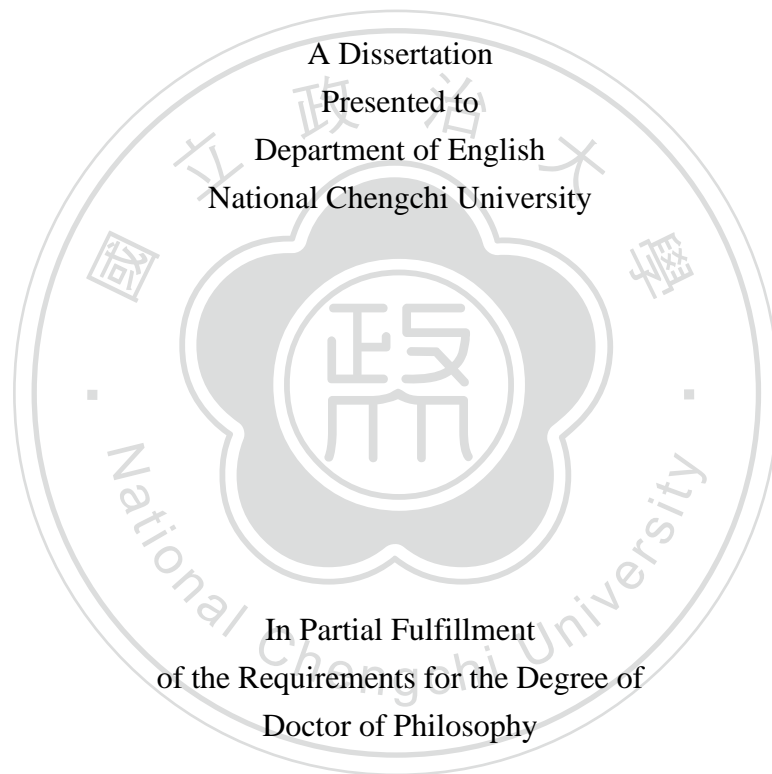 A Dissertation
Presented to
Department of English
National Chengchi University
國立政治大學
政
National Chengchi University
In Partial Fulfillment
of the Requirements for the Degree of
Doctor of Philosophy